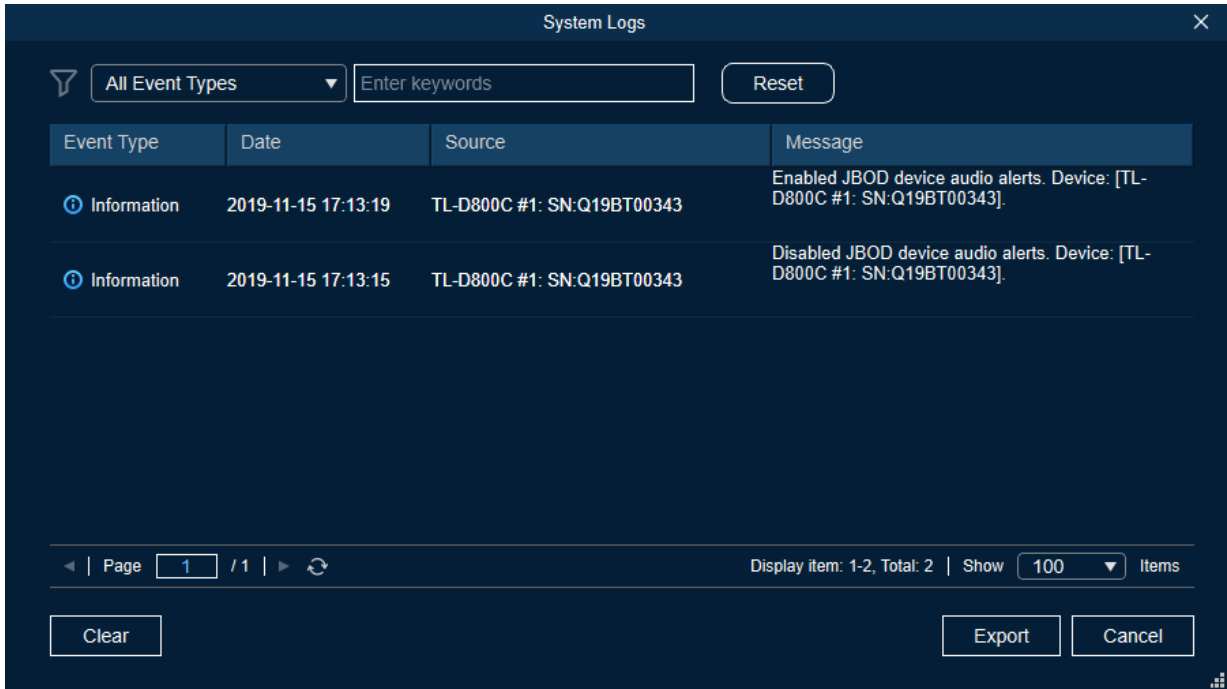 System Logs
All Event Types
Enter keywords
Reset
Event Type Date Source Message
Enabled JBOD device audio alerts. Device: [TL-
Information 2019-11-15 17:13:19 TL-D800C #1: SN:Q19BT00343 D800C #1: SN:Q19BT00343].
Disabled JBOD device audio alerts. Device: [TL-
Information 2019-11-15 17:13:15 TL-D800C #1: SN:Q19BT00343 D800C #1: SN:Q19BT00343].
Page 1 / 1 Display item: 1-2, Total: 2 | Show 100 Items
Clear Export Cancel